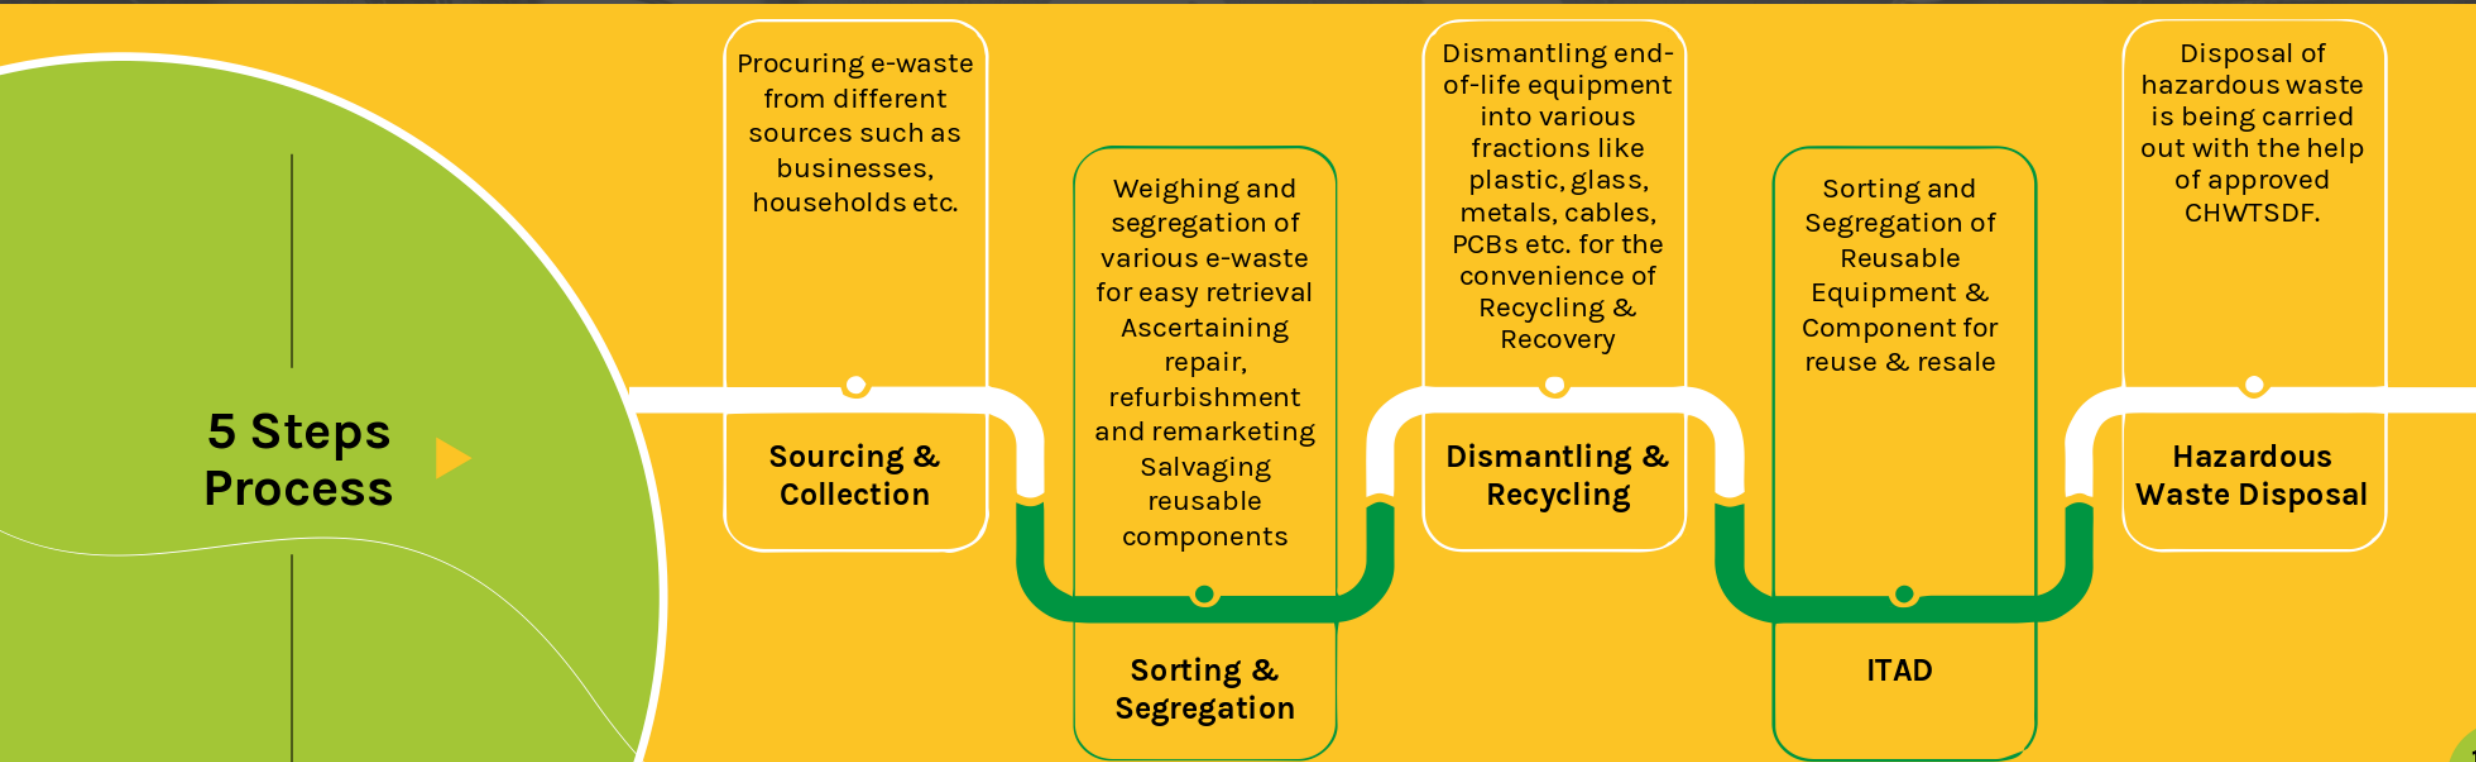 5 Steps
Process
Procuring e-waste
from different
sources such as
businesses,
households etc.
Sourcing &
Collection
Weighing and
segregation of
various e-waste
for easy retrieval
Ascertaining
repair,
refurbishment
and remarketing
Salvaging
reusable
components
Sorting &
Segregation
Dismantling end-
of-life equipment
into various
fractions like
plastic, glass,
metals, cables,
PCBs etc. for the
convenience of
Recycling &
Recovery
Dismantling &
Recycling
Sorting and
Segregation of
Reusable
Equipment &
Component for
reuse & resale
ITAD
Disposal of
hazardous waste
is being carried
out with the help
of approved
CHWTSDF.
Hazardous
Waste Disposal